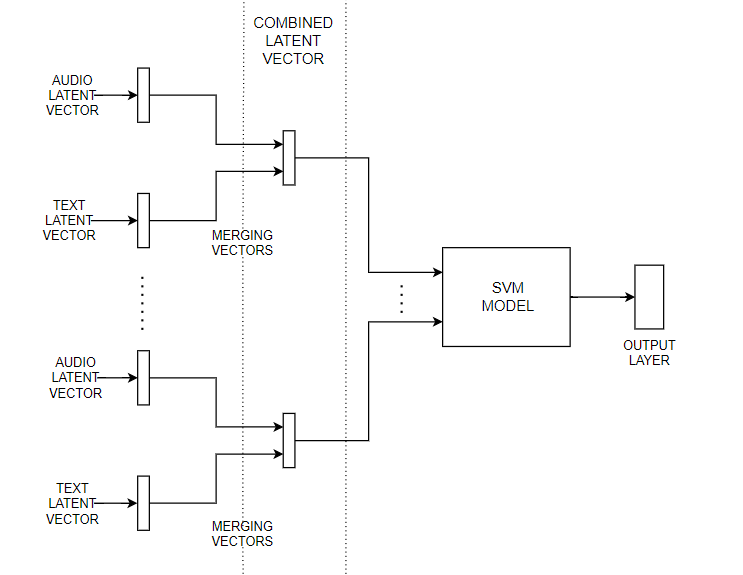 COMBINED
LATENT
VECTOR
AUDIO
LATENT
VECTOR
TEXT
LATENT
VECTOR
MERGING
VECTORS
SVM
MODEL
OUTPUT
LAYER
AUDIO
LATENT
VECTOR
TEXT
LATENT
VECTOR
MERGING
VECTORS